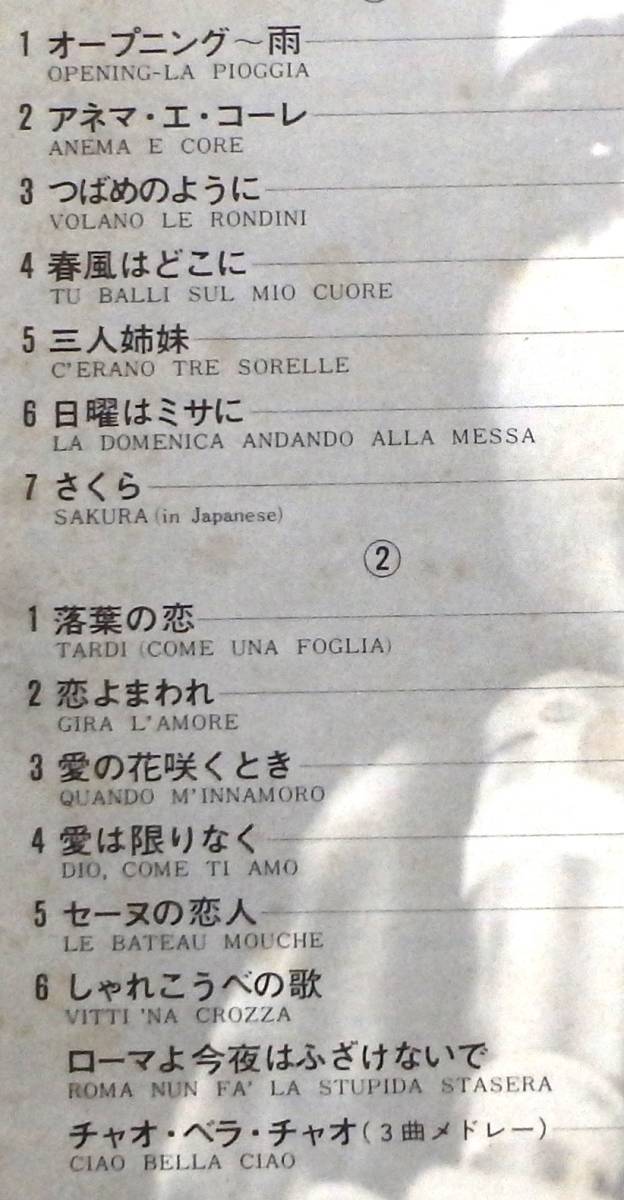 1 オープニング～雨
OPENING-LA PIOGGIA
2 アネマ・エ・コーレ
ANEMA E CORE
3 つばめのように
VOLANO LE RONDINI
4 春風はどこに
TU BALLI SUL MIO CUORE
5 三人姉妹
C'ERANO TRE SORELLE
6 日曜はミサに
LA DOMENICA ANDANDO ALLA MESSA
7 さくら
SAKURA (in Japanese)
②
1 落葉の恋
TARDI (COME UNA FOGLIA)
2 恋よまわれ
GIRA L'AMORE
3 愛の花咲くとき
QUANDO M'INNAMORO
4 愛は限りなく
DIO, COME TI AMO
5 セーヌの恋人
LE BATEAU MOUCHE
6 しゃれこうべの歌
VITTI 'NA CROZZA
ローマよ今夜はふざけないで
ROMA NUN FA' LA STUPIDA STASERA
チャオ・ベラ・チャオ(3曲メドレー)
CIAO BELLA CIAO